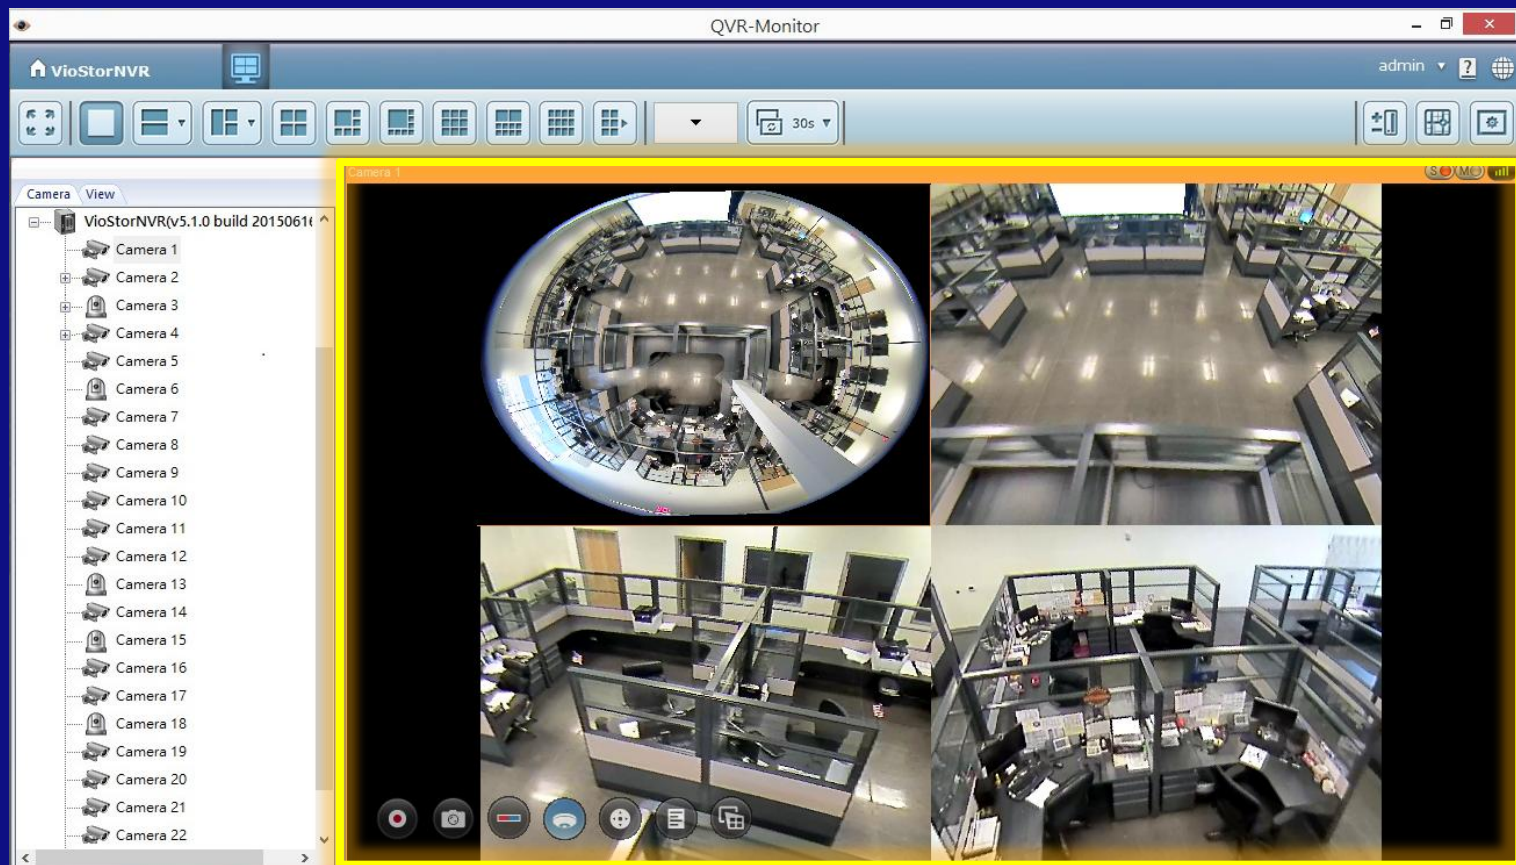 QVR-Monitor
VioStorNVR
admin
?
30s
Camera View
Camera 1
S M
VioStorNVR(v5.1.0 build 2015061
Camera 1
Camera 2
Camera 3
Camera 4
Camera 5
Camera 6
Camera 7
Camera 8
Camera 9
Camera 10
Camera 11
Camera 12
Camera 13
Camera 14
Camera 15
Camera 16
Camera 17
Camera 18
Camera 19
Camera 20
Camera 21
Camera 22